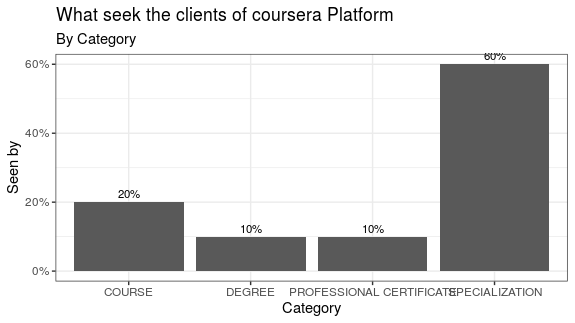 What seek the clients of coursera Platform
By Category
60%
60%
40%
20%
20%
10%
10%
0%
Seen by
COURSE DEGREE PROFESSIONAL CERTIFICATE SPECIALIZATION
Category